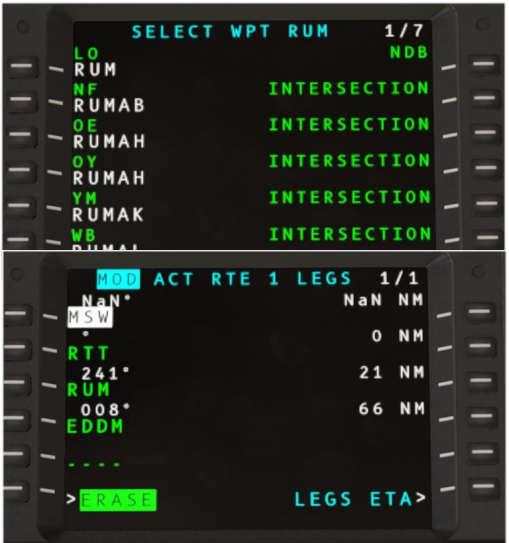 SELECT WPT RUM 1/7
LO NDB
RUM
NF INTERSECTION
RUMAB
OE INTERSECTION
RUMAH
OY INTERSECTION
RUMAH
YM INTERSECTION
RUMAK
WB INTERSECTION
MOD ACT RTE 1 LEGS 1/1
NaN° NaN NM
MSW
° 0 NM
RTT
241° 21 NM
RUM
008° 66 NM
EDDM
----
>ERASE LEGS ETA>